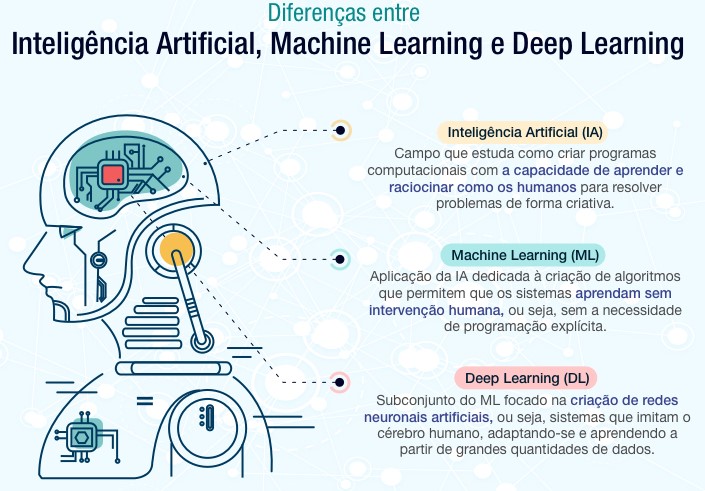 Diferenças entre
Inteligência Artificial, Machine Learning e Deep Learning
Inteligência Artificial (IA)
Campo que estuda como criar programas
computacionais com a capacidade de aprender e
raciocinar como os humanos para resolver
problemas de forma criativa.
Machine Learning (ML)
Aplicação da IA dedicada à criação de algoritmos
que permitem que os sistemas aprendam sem
intervenção humana, ou seja, sem a necessidade
de programação explícita.
Deep Learning (DL)
Subconjunto do ML focado na criação de redes
neuronais artificiais, ou seja, sistemas que imitam o
cérebro humano, adaptando-se e aprendendo a
partir de grandes quantidades de dados.